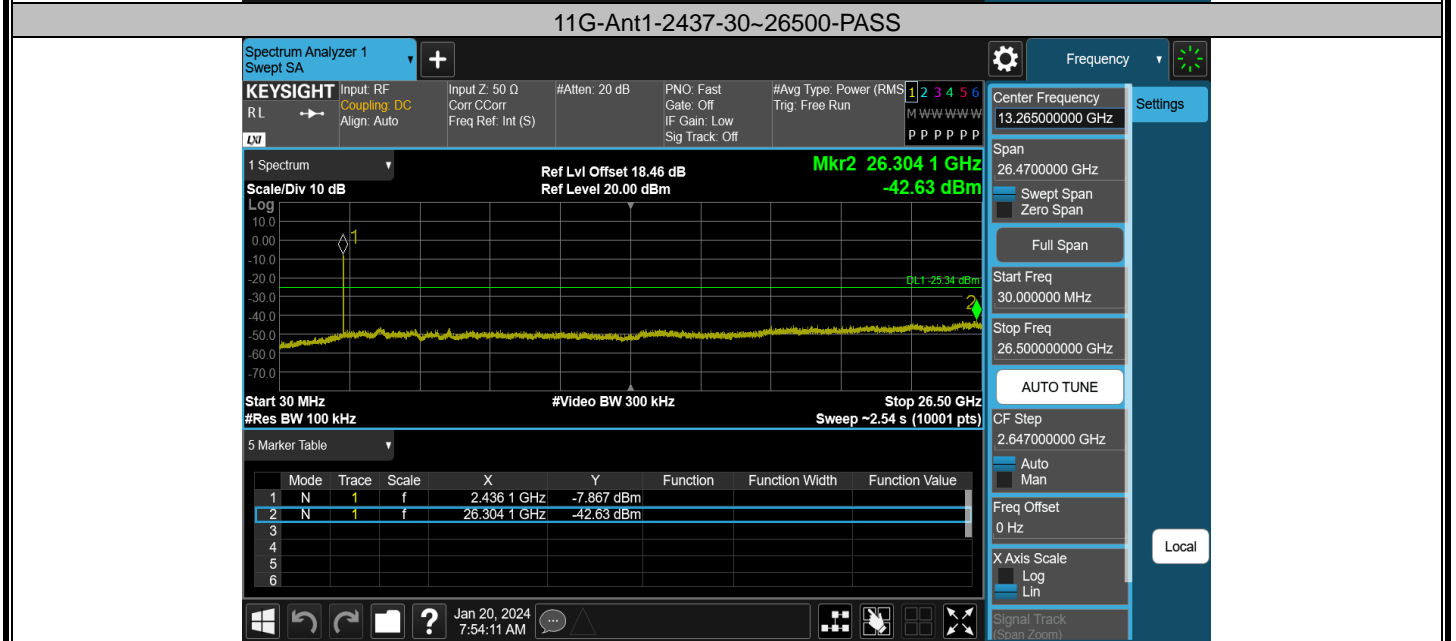 11G-Ant1-2437-30~26500-PASS
Spectrum Analyzer 1
Swept SA
+
Frequency
KEYSIGHT
RL
LXI
Input: RF
Coupling: DC
Align: Auto
Input Z: 50 Ω
Corr CCorr
Freq Ref: Int (S)
#Atten: 20 dB
PNO: Fast
Gate: Off
IF Gain: Low
Sig Track: Off
#Avg Type: Power (RMS
Trig: Free Run
1 2 3 4 5 6
M W W W W W
P P P P P P
1 Spectrum
Scale/Div 10 dB
Ref Lvl Offset 18.46 dB
Ref Level 20.00 dBm
Mkr2 26.304 1 GHz
-42.63 dBm
Log
10.0
0.00
-10.0
-20.0
-30.0
-40.0
-50.0
-60.0
-70.0
1
DL1 -25.34 dBm
2
Start 30 MHz
#Video BW 300 kHz
Stop 26.50 GHz
#Res BW 100 kHz
Sweep ~2.54 s (10001 pts)
5 Marker Table
Mode Trace Scale X Y Function Function Width Function Value
1 N 1 f 2.436 1 GHz -7.867 dBm
2 N 1 f 26.304 1 GHz -42.63 dBm
3
4
5
6
?
Jan 20, 2024
7:54:11 AM
Center Frequency
13.265000000 GHz
Settings
Span
26.4700000 GHz
Swept Span
Zero Span
Full Span
Start Freq
30.000000 MHz
Stop Freq
26.500000000 GHz
AUTO TUNE
CF Step
2.647000000 GHz
Auto
Man
Freq Offset
0 Hz
Local
X Axis Scale
Log
Lin
Signal Track
(Span Zoom)